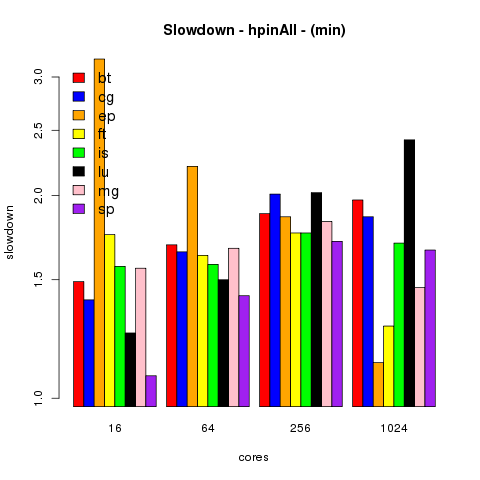 Slowdown - hpinAll - (min)
3.0
2.5
2.0
1.5
1.0
slowdown
bt
cg
ep
ft
is
lu
mg
sp
16 64 256 1024
cores